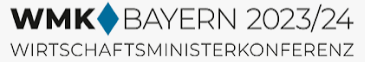 WMK BAYERN 2023/24
WIRTSCHAFTSMINISTERKONFERENZ